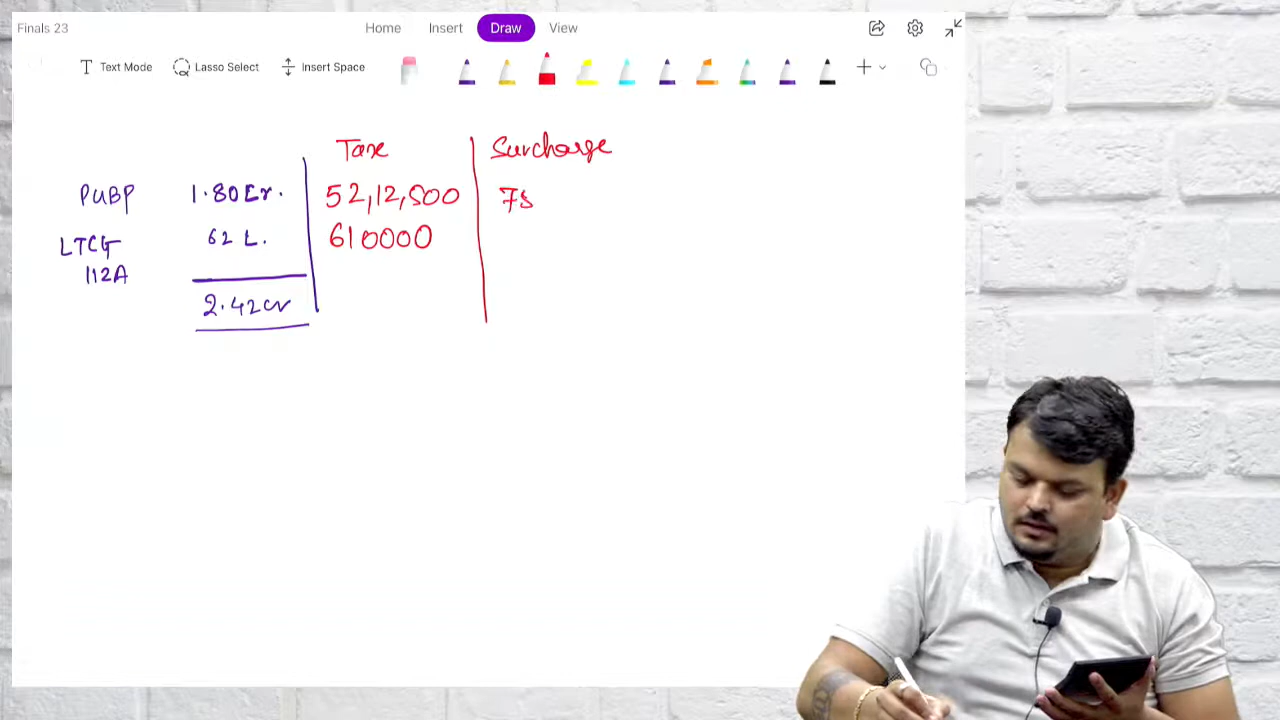 Finals 23
Home Insert Draw View
Text Mode Lasso Select Insert Space
Tax Surcharge
PUBP 1.80 Cr. 52,12,500 78
LTCG 62 L. 610000
112A
2.42 cr